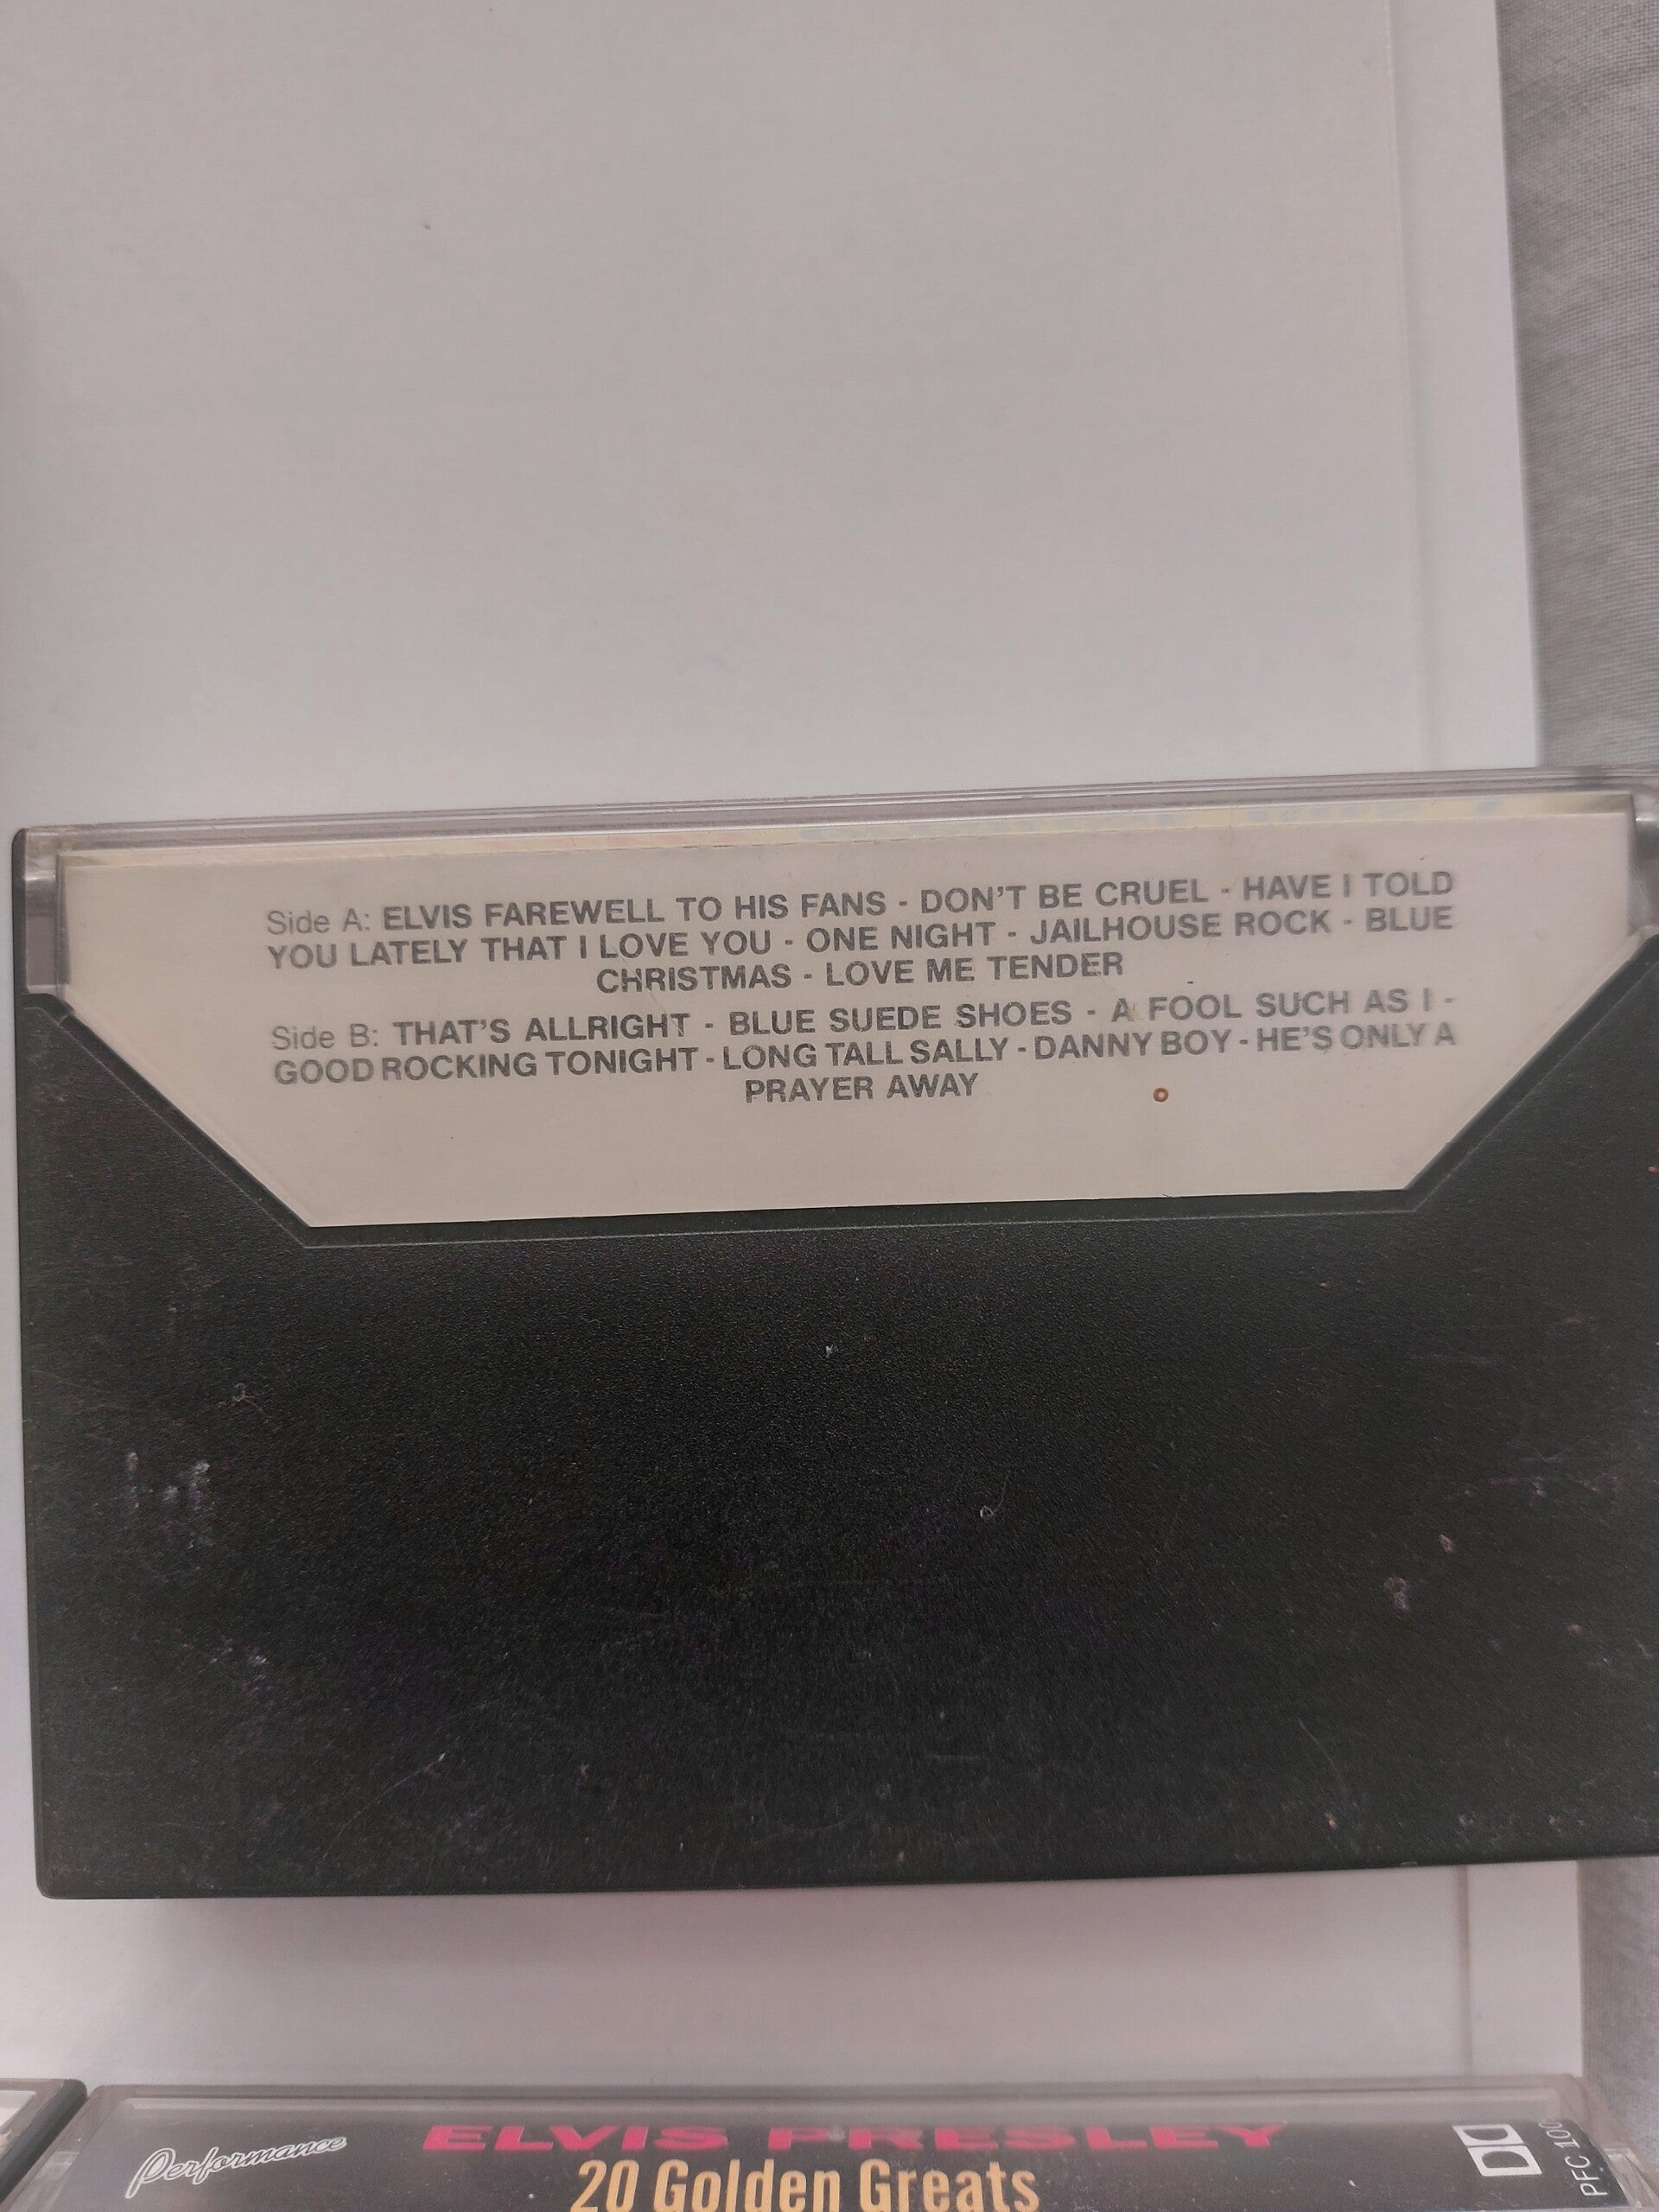 Side A: ELVIS FAREWELL TO HIS FANS - DON'T BE CRUEL - HAVE I TOLD
YOU LATELY THAT I LOVE YOU - ONE NIGHT - JAILHOUSE ROCK - BLUE
CHRISTMAS - LOVE ME TENDER
Side B: THAT'S ALLRIGHT - BLUE SUEDE SHOES - A FOOL SUCH AS I -
GOOD ROCKING TONIGHT - LONG TALL SALLY - DANNY BOY - HE'S ONLY A
PRAYER AWAY
Performance
ELVIS PRESLEY
20 Golden Greats
PFC